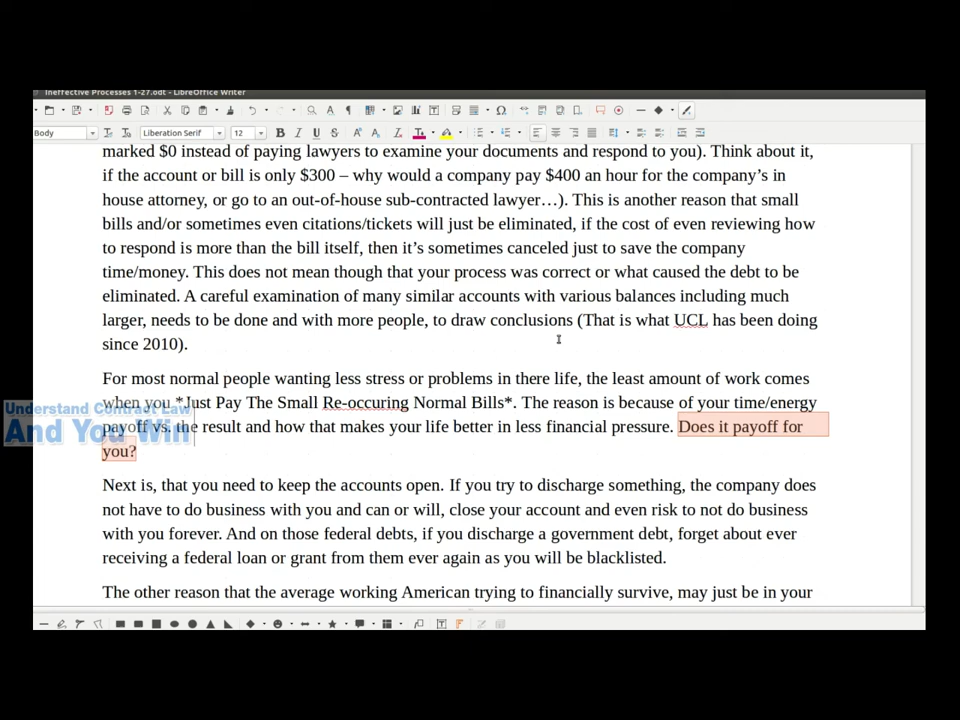 Ineffective Processes 1-27.odt - LibreOffice Writer
Body
Liberation Serif
12
marked $0 instead of paying lawyers to examine your documents and respond to you). Think about it,
if the account or bill is only $300 – why would a company pay $400 an hour for the company's in
house attorney, or go to an out-of-house sub-contracted lawyer…). This is another reason that small
bills and/or sometimes even citations/tickets will just be eliminated, if the cost of even reviewing how
to respond is more than the bill itself, then it's sometimes canceled just to save the company
time/money. This does not mean though that your process was correct or what caused the debt to be
eliminated. A careful examination of many similar accounts with various balances including much
larger, needs to be done and with more people, to draw conclusions (That is what UCL has been doing
since 2010).
For most normal people wanting less stress or problems in there life, the least amount of work comes
when you *Just Pay The Small Re-occuring Normal Bills*. The reason is because of your time/energy
payoff vs. the result and how that makes your life better in less financial pressure. Does it payoff for
you?
Understand Contract Law
And You Win
Next is, that you need to keep the accounts open. If you try to discharge something, the company does
not have to do business with you and can or will, close your account and even risk to not do business
with you forever. And on those federal debts, if you discharge a government debt, forget about ever
receiving a federal loan or grant from them ever again as you will be blacklisted.
The other reason that the average working American trying to financially survive, may just be in your